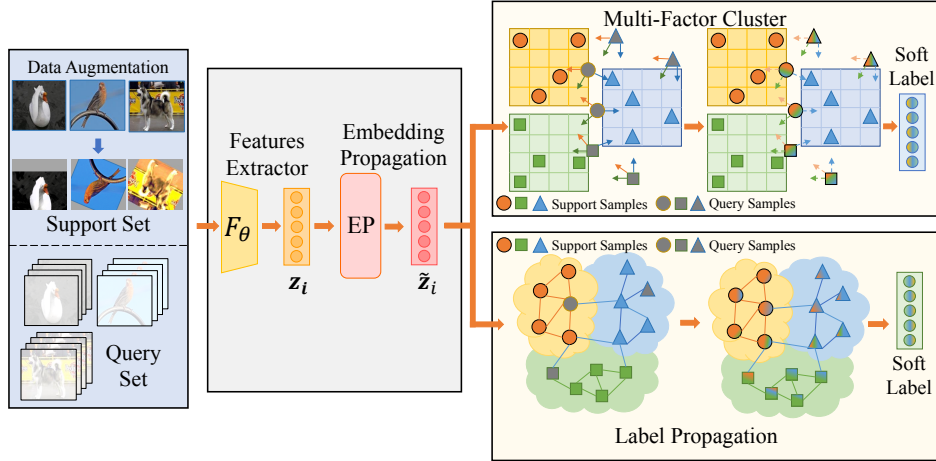 Data Augmentation
Support Set
Query
Set
Features
Extractor
Fθ
zi
Embedding
Propagation
EP
z̃i
Multi-Factor Cluster
Soft
Label
Support Samples
Query Samples
Support Samples
Query Samples
Soft
Label
Label Propagation